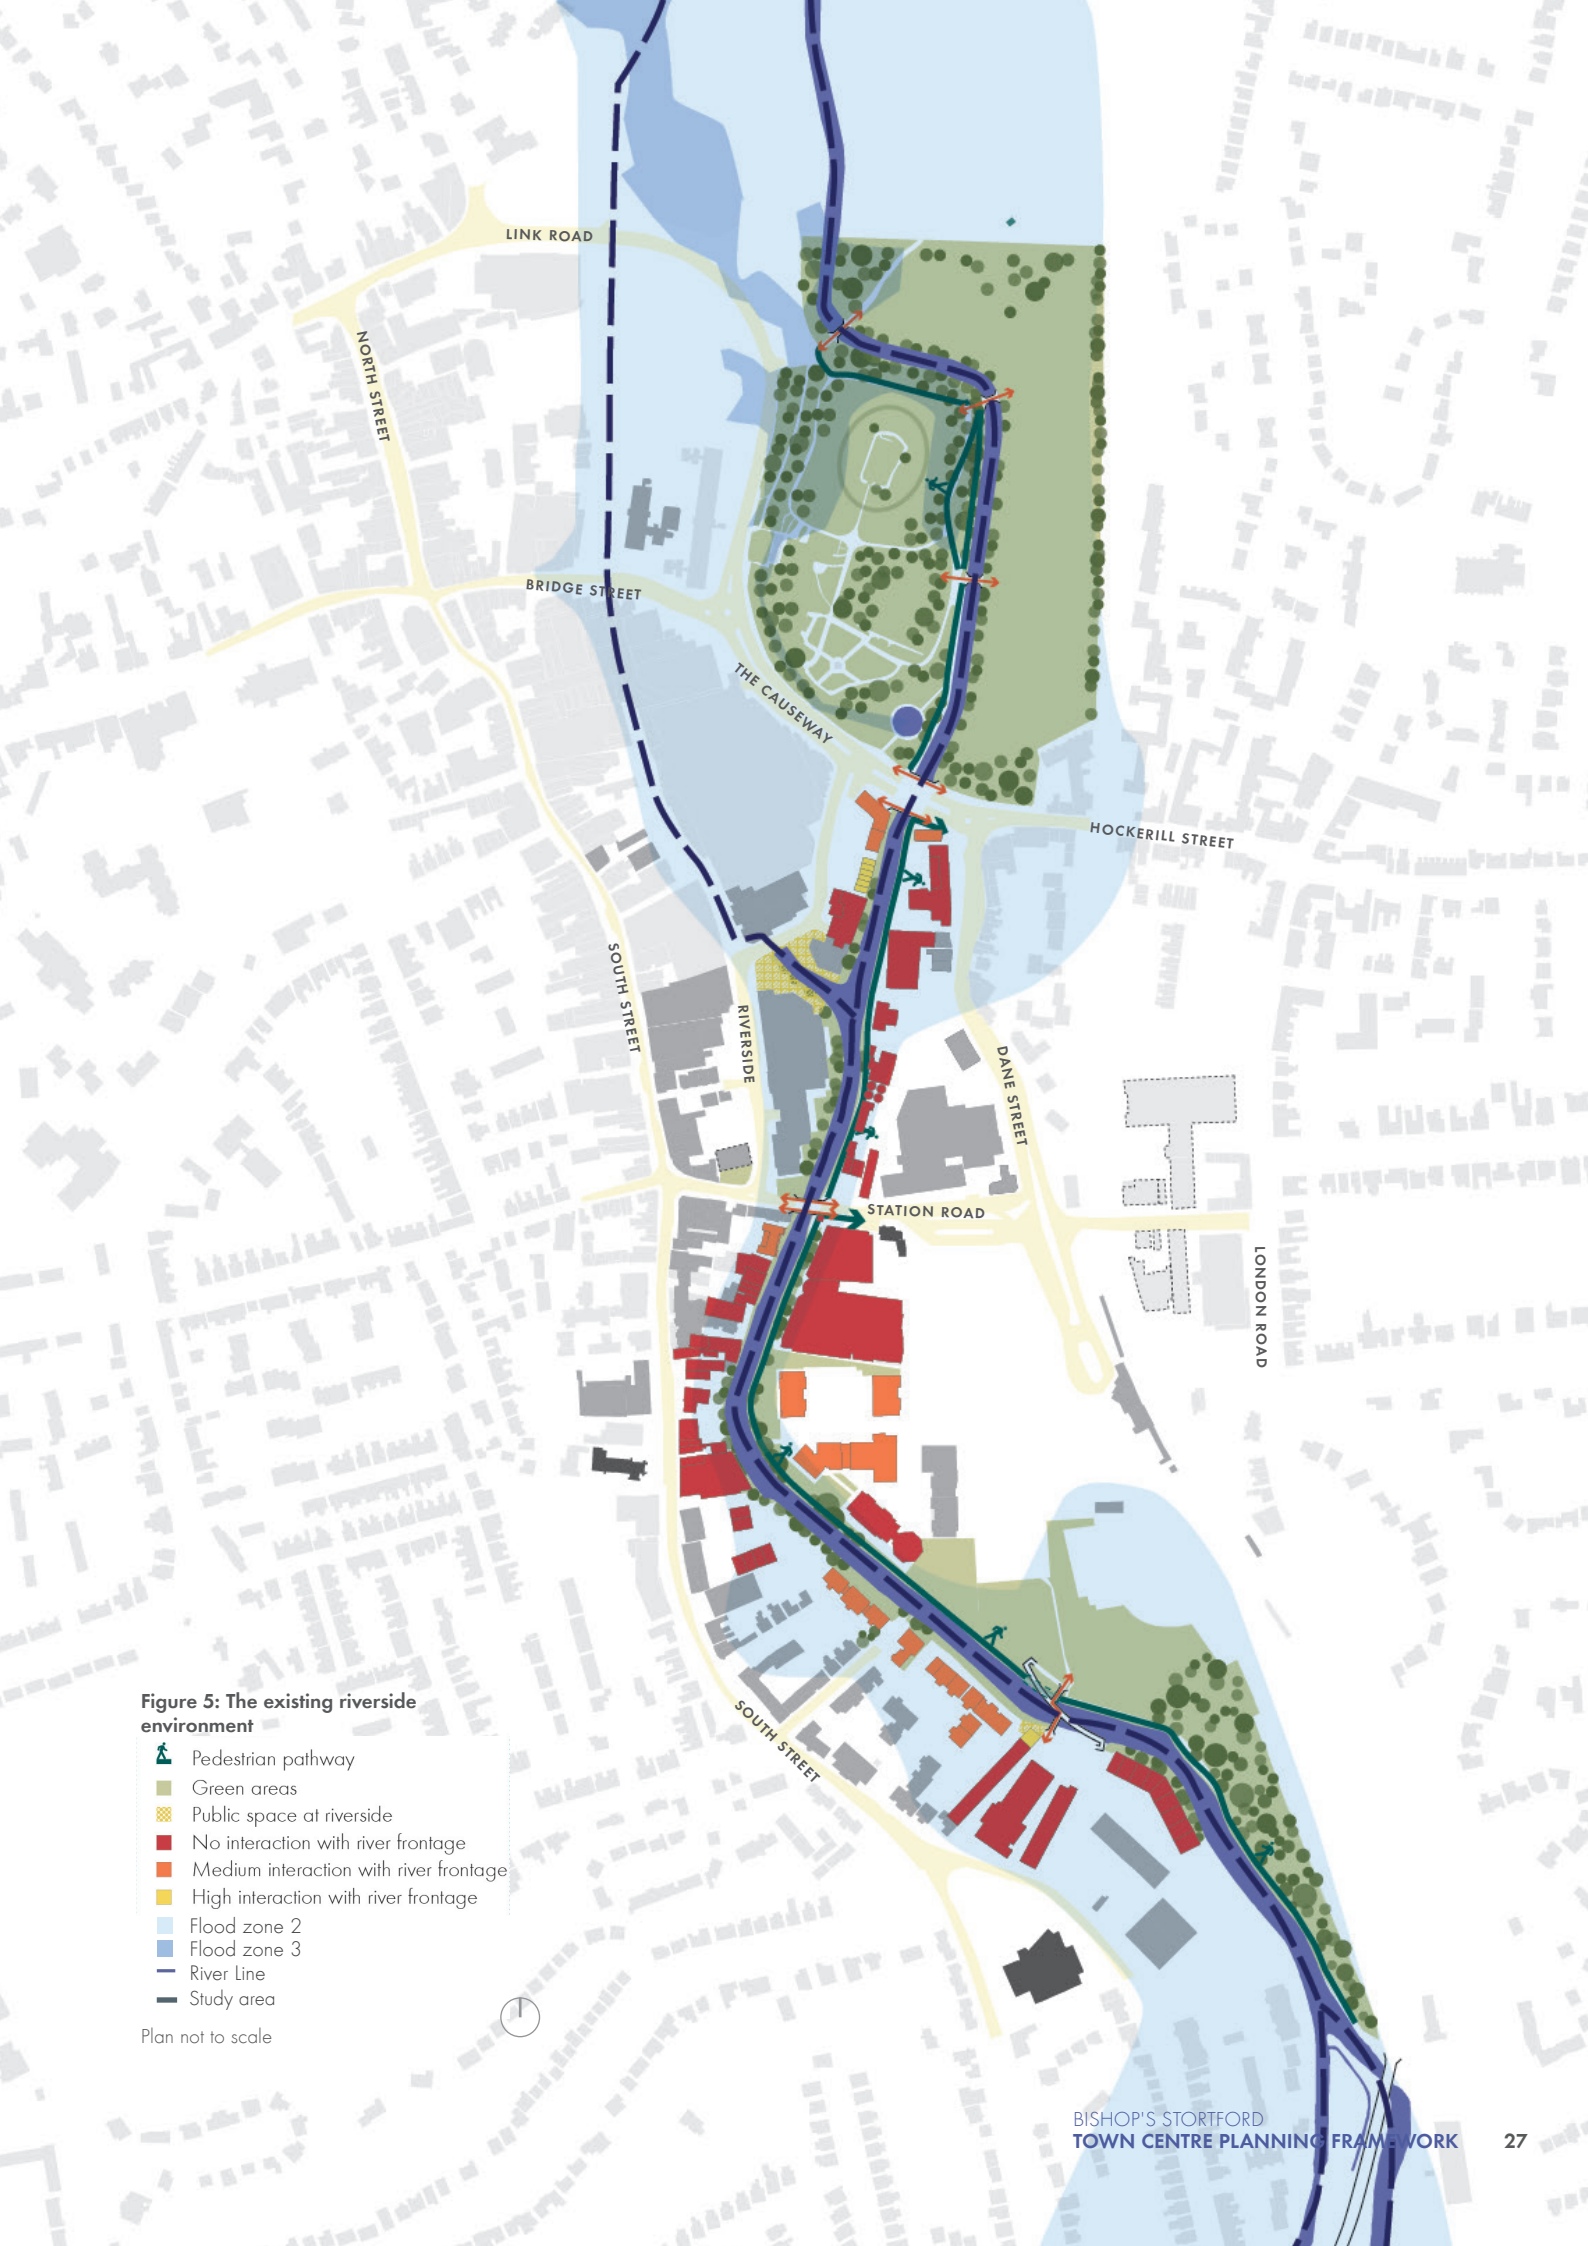 LINK ROAD
NORTH STREET
BRIDGE STREET
THE CAUSEWAY
HOCKERILL STREET
SOUTH STREET
RIVERSIDE
DANE STREET
STATION ROAD
LONDON ROAD
SOUTH STREET
Figure 5: The existing riverside
environment
Pedestrian pathway
Green areas
Public space at riverside
No interaction with river frontage
Medium interaction with river frontage
High interaction with river frontage
Flood zone 2
Flood zone 3
River Line
Study area
Plan not to scale
BISHOP'S STORTFORD
TOWN CENTRE PLANNING FRAMEWORK 27